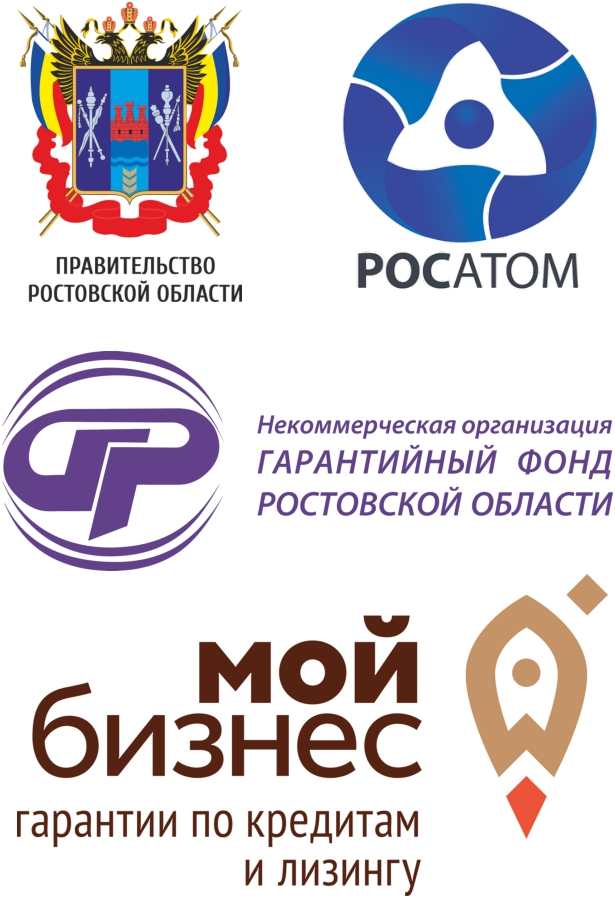 ПРАВИТЕЛЬСТВО
РОСТОВСКОЙ ОБЛАСТИ
РОСАТОМ
Некоммерческая организация
ГАРАНТИЙНЫЙ ФОНД
РОСТОВСКОЙ ОБЛАСТИ
мой
бизнес
гарантии по кредитам
и лизингу